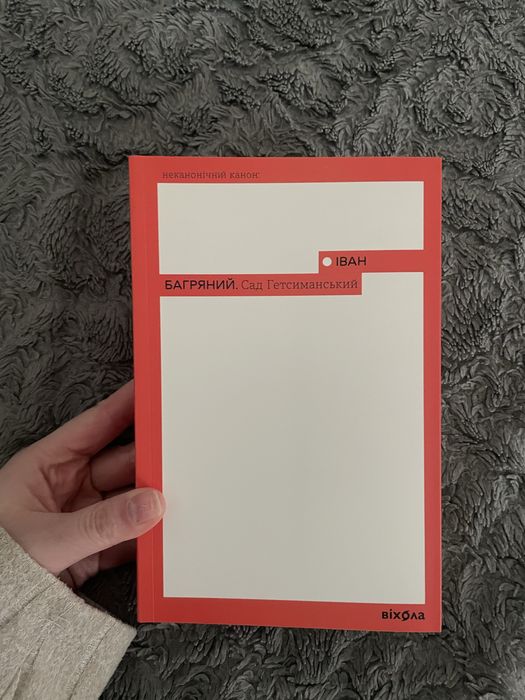 неканонічний канон:
ІВАН
БАГРЯНИЙ. Сад Гетсиманський
віхола